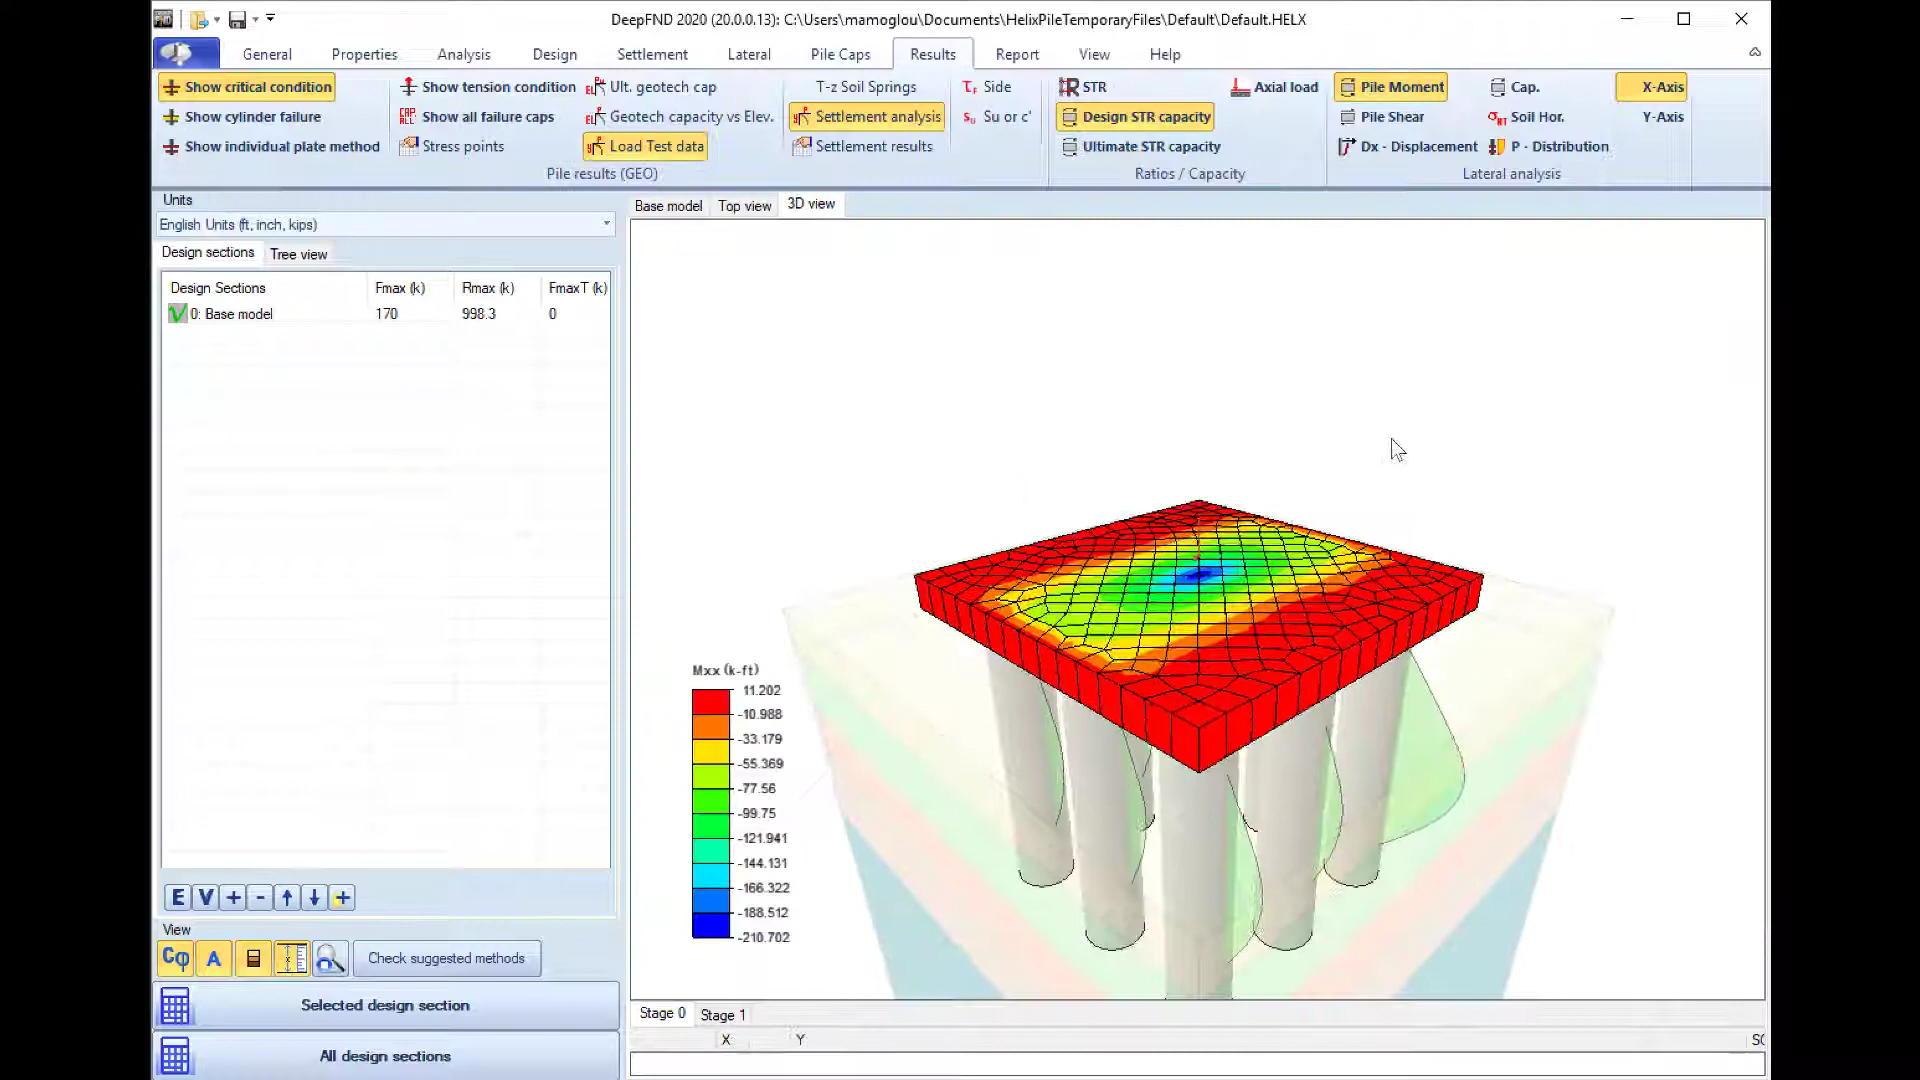 DeepFND 2020 (20.0.0.13): C:\Users\mamoglou\Documents\HelixPileTemporaryFiles\Default\Default.HELX
General Properties Analysis Design Settlement Lateral Pile Caps Results Report View Help
Show critical condition
Show cylinder failure
Show individual plate method
Show tension condition
CAP. ALL Show all failure caps
Stress points
Ult. geotech cap
Geotech capacity vs Elev.
Load Test data
Pile results (GEO)
T-z Soil Springs
Settlement analysis
Settlement results
Side
Su or c'
STR
Design STR capacity
Ultimate STR capacity
Axial load
Ratios / Capacity
Pile Moment
Pile Shear
Dx - Displacement
Cap.
Soil Hor.
P - Distribution
Lateral analysis
X-Axis
Y-Axis
Units
English Units (ft, inch, kips)
Design sections Tree view
Design Sections Fmax (k) Rmax (k) FmaxT (k)
0: Base model 170 998.3 0
E V + -
View
Cφ A
Check suggested methods
Selected design section
All design sections
Base model Top view 3D view
Mxx (k-ft)
11.202
-10.988
-33.179
-55.369
-77.56
-99.75
-121.941
-144.131
-166.322
-188.512
-210.702
Stage 0 Stage 1
X Y